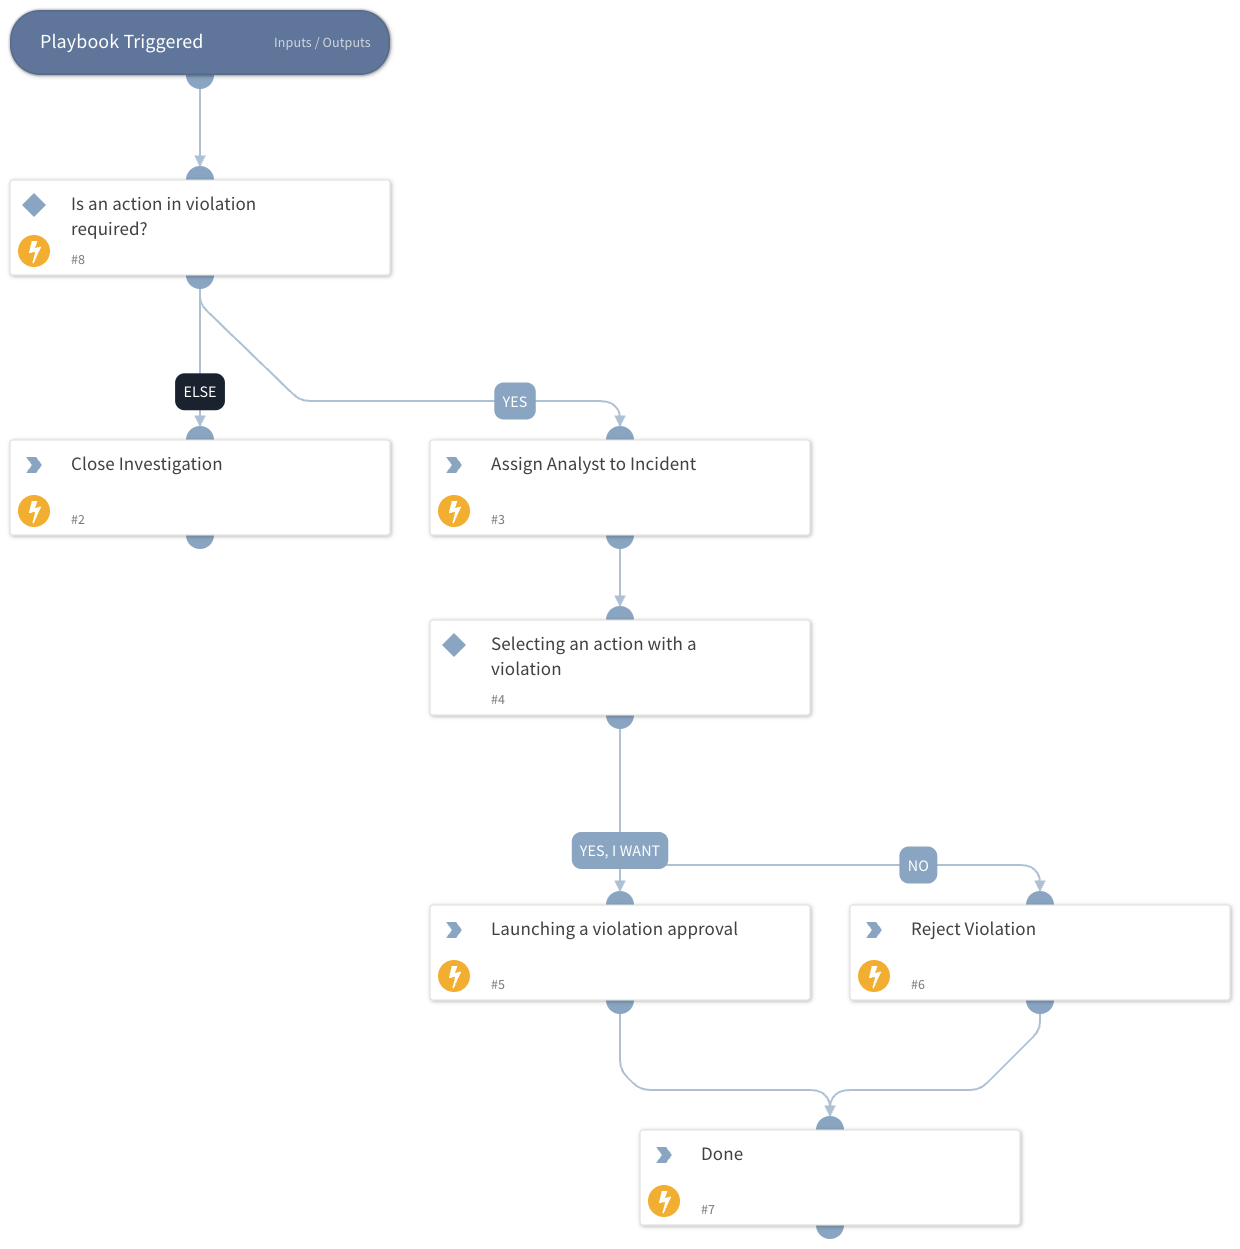 Playbook Triggered
Inputs / Outputs
Is an action in violation
required?
#8
ELSE
YES
Close Investigation
#2
Assign Analyst to Incident
#3
Selecting an action with a
violation
#4
YES, I WANT
NO
Launching a violation approval
#5
Reject Violation
#6
Done
#7